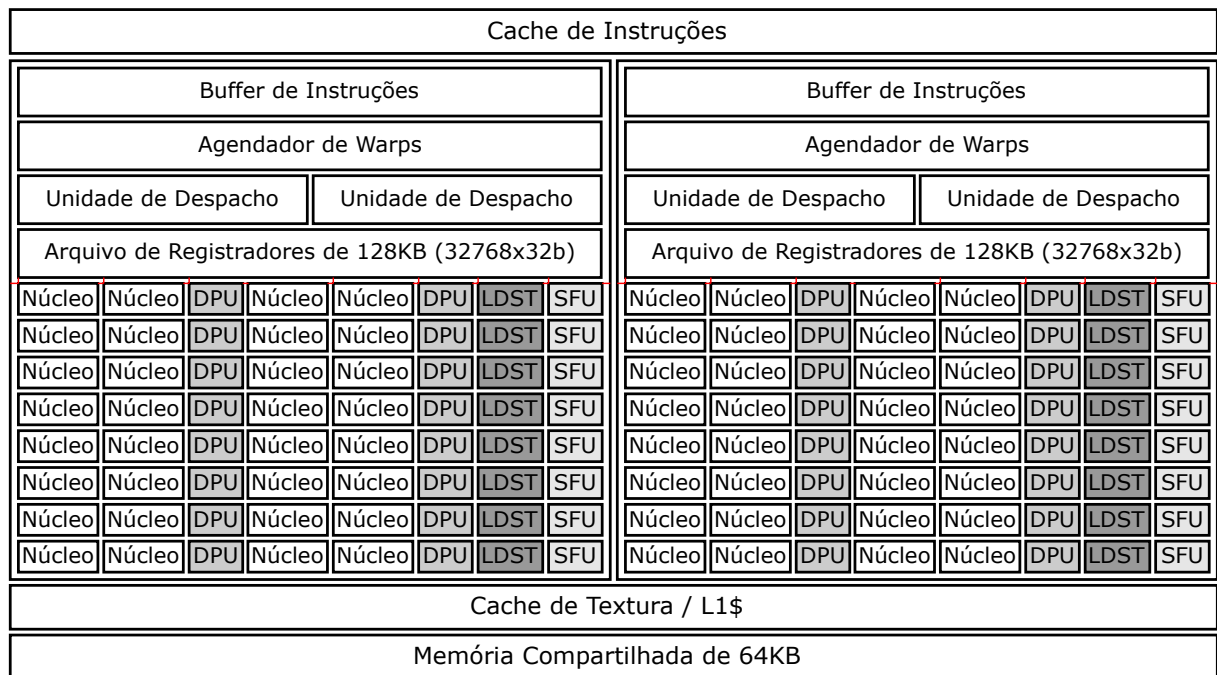 Cache de Instruções
Buffer de Instruções Buffer de Instruções
Agendador de Warps Agendador de Warps
Unidade de Despacho Unidade de Despacho Unidade de Despacho Unidade de Despacho
Arquivo de Registradores de 128KB (32768x32b) Arquivo de Registradores de 128KB (32768x32b)
Núcleo Núcleo DPU Núcleo Núcleo DPU LDST SFU Núcleo Núcleo DPU Núcleo Núcleo DPU LDST SFU
Núcleo Núcleo DPU Núcleo Núcleo DPU LDST SFU Núcleo Núcleo DPU Núcleo Núcleo DPU LDST SFU
Núcleo Núcleo DPU Núcleo Núcleo DPU LDST SFU Núcleo Núcleo DPU Núcleo Núcleo DPU LDST SFU
Núcleo Núcleo DPU Núcleo Núcleo DPU LDST SFU Núcleo Núcleo DPU Núcleo Núcleo DPU LDST SFU
Núcleo Núcleo DPU Núcleo Núcleo DPU LDST SFU Núcleo Núcleo DPU Núcleo Núcleo DPU LDST SFU
Núcleo Núcleo DPU Núcleo Núcleo DPU LDST SFU Núcleo Núcleo DPU Núcleo Núcleo DPU LDST SFU
Núcleo Núcleo DPU Núcleo Núcleo DPU LDST SFU Núcleo Núcleo DPU Núcleo Núcleo DPU LDST SFU
Núcleo Núcleo DPU Núcleo Núcleo DPU LDST SFU Núcleo Núcleo DPU Núcleo Núcleo DPU LDST SFU
Cache de Textura / L1$
Memória Compartilhada de 64KB